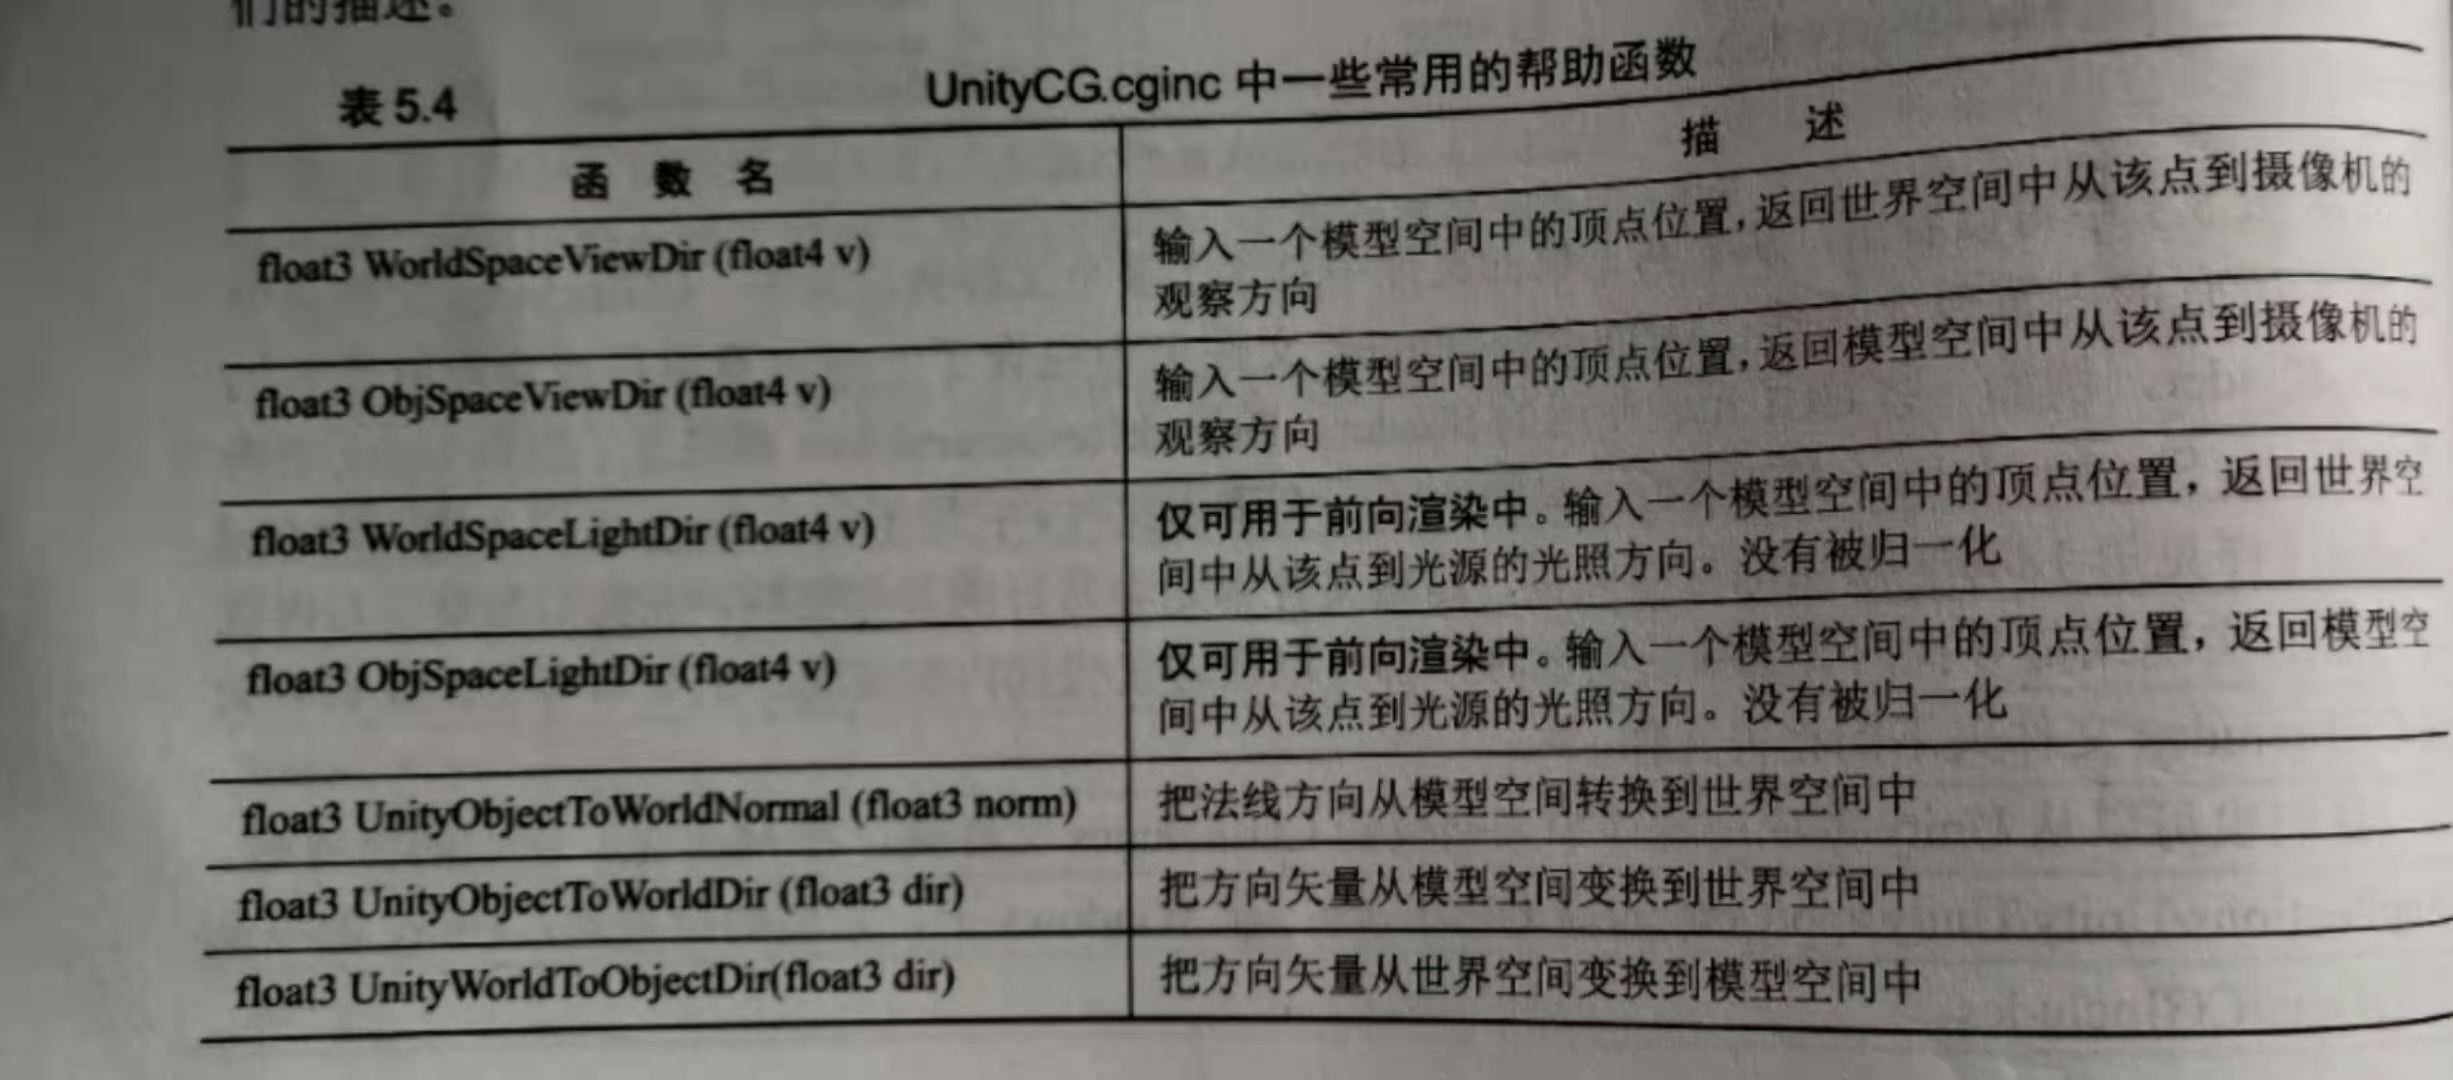 们的描述。
表 5.4
UnityCG.cginc 中一些常用的帮助函数
函 数 名
描 述
float3 WorldSpaceViewDir (float4 v)
输入一个模型空间中的顶点位置，返回世界空间中从该点到摄像机的
观察方向
float3 ObjSpaceViewDir (float4 v)
输入一个模型空间中的顶点位置，返回模型空间中从该点到摄像机的
观察方向
float3 WorldSpaceLightDir (float4 v)
仅可用于前向渲染中。输入一个模型空间中的顶点位置，返回世界空
间中从该点到光源的光照方向。没有被归一化
float3 ObjSpaceLightDir (float4 v)
仅可用于前向渲染中。输入一个模型空间中的顶点位置，返回模型空
间中从该点到光源的光照方向。没有被归一化
float3 UnityObjectToWorldNormal (float3 norm)
把法线方向从模型空间转换到世界空间中
float3 UnityObjectToWorldDir (float3 dir)
把方向矢量从模型空间变换到世界空间中
float3 UnityWorldToObjectDir(float3 dir)
把方向矢量从世界空间变换到模型空间中